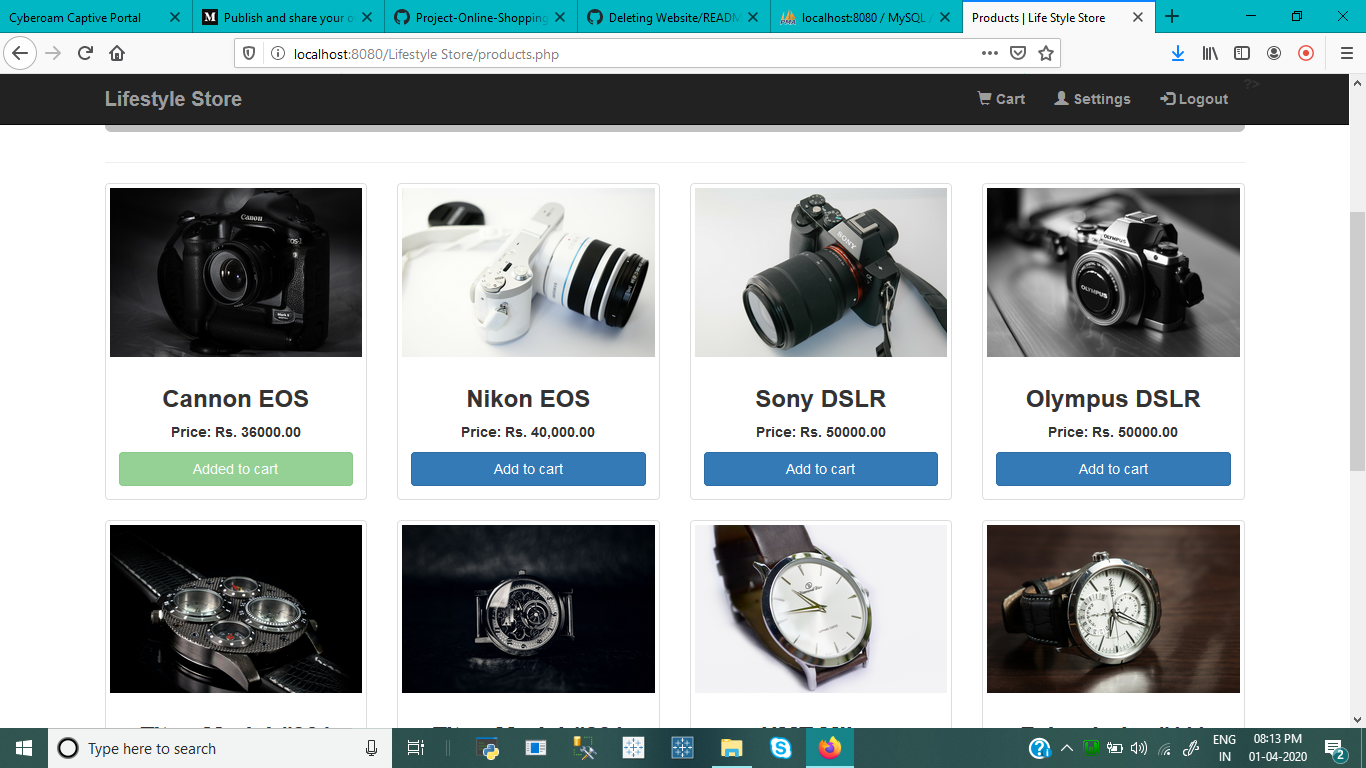 Cyberoam Captive Portal
Publish and share your o
Project-Online-Shopping
Deleting Website/READM
localhost:8080 / MySQL /
Products | Life Style Store
localhost:8080/Lifestyle Store/products.php
Lifestyle Store
Cart
Settings
Logout
?>
Canon
SONY
OLYMPUS
OLYMPUS
Cannon EOS
Nikon EOS
Sony DSLR
Olympus DSLR
Price: Rs. 36000.00
Price: Rs. 40,000.00
Price: Rs. 50000.00
Price: Rs. 50000.00
Added to cart
Add to cart
Add to cart
Add to cart
Type here to search
ENG
IN
08:13 PM
01-04-2020
2